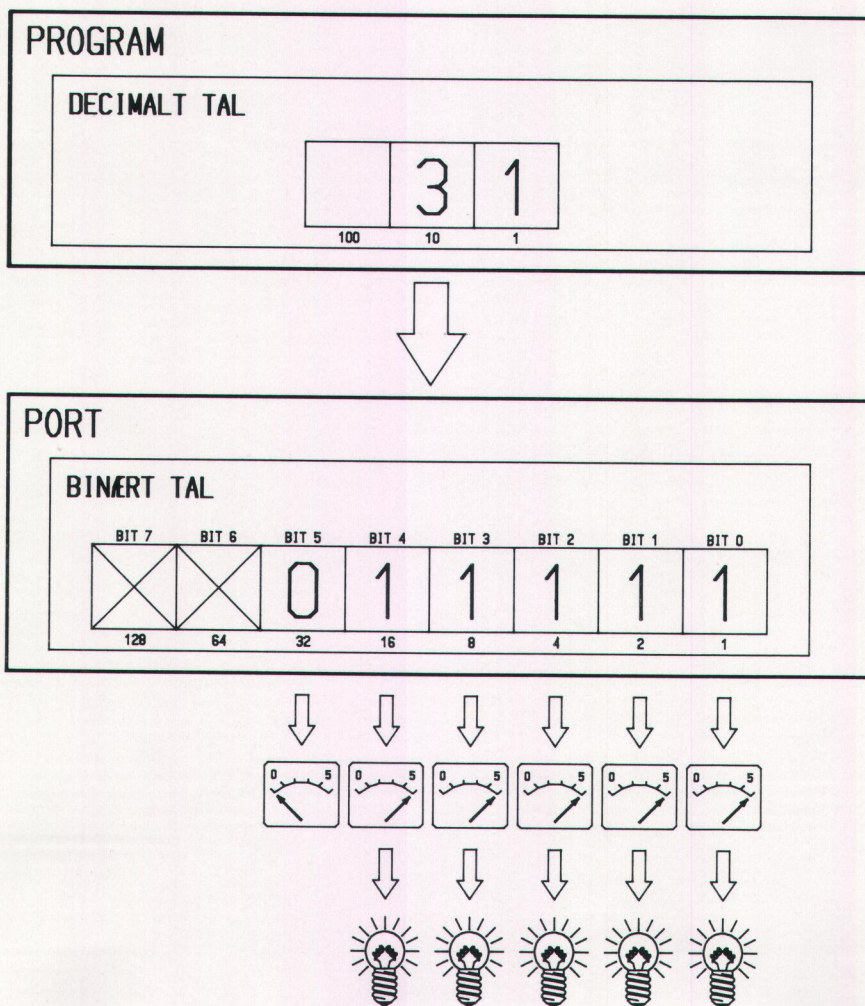 PROGRAM
DECIMALT TAL
3 1
100 10 1
PORT
BINÆRT TAL
BIT 7 BIT 6 BIT 5 BIT 4 BIT 3 BIT 2 BIT 1 BIT 0
0 1 1 1 1 1
128 64 32 16 8 4 2 1
0 5 0 5 0 5 0 5 0 5 0 5